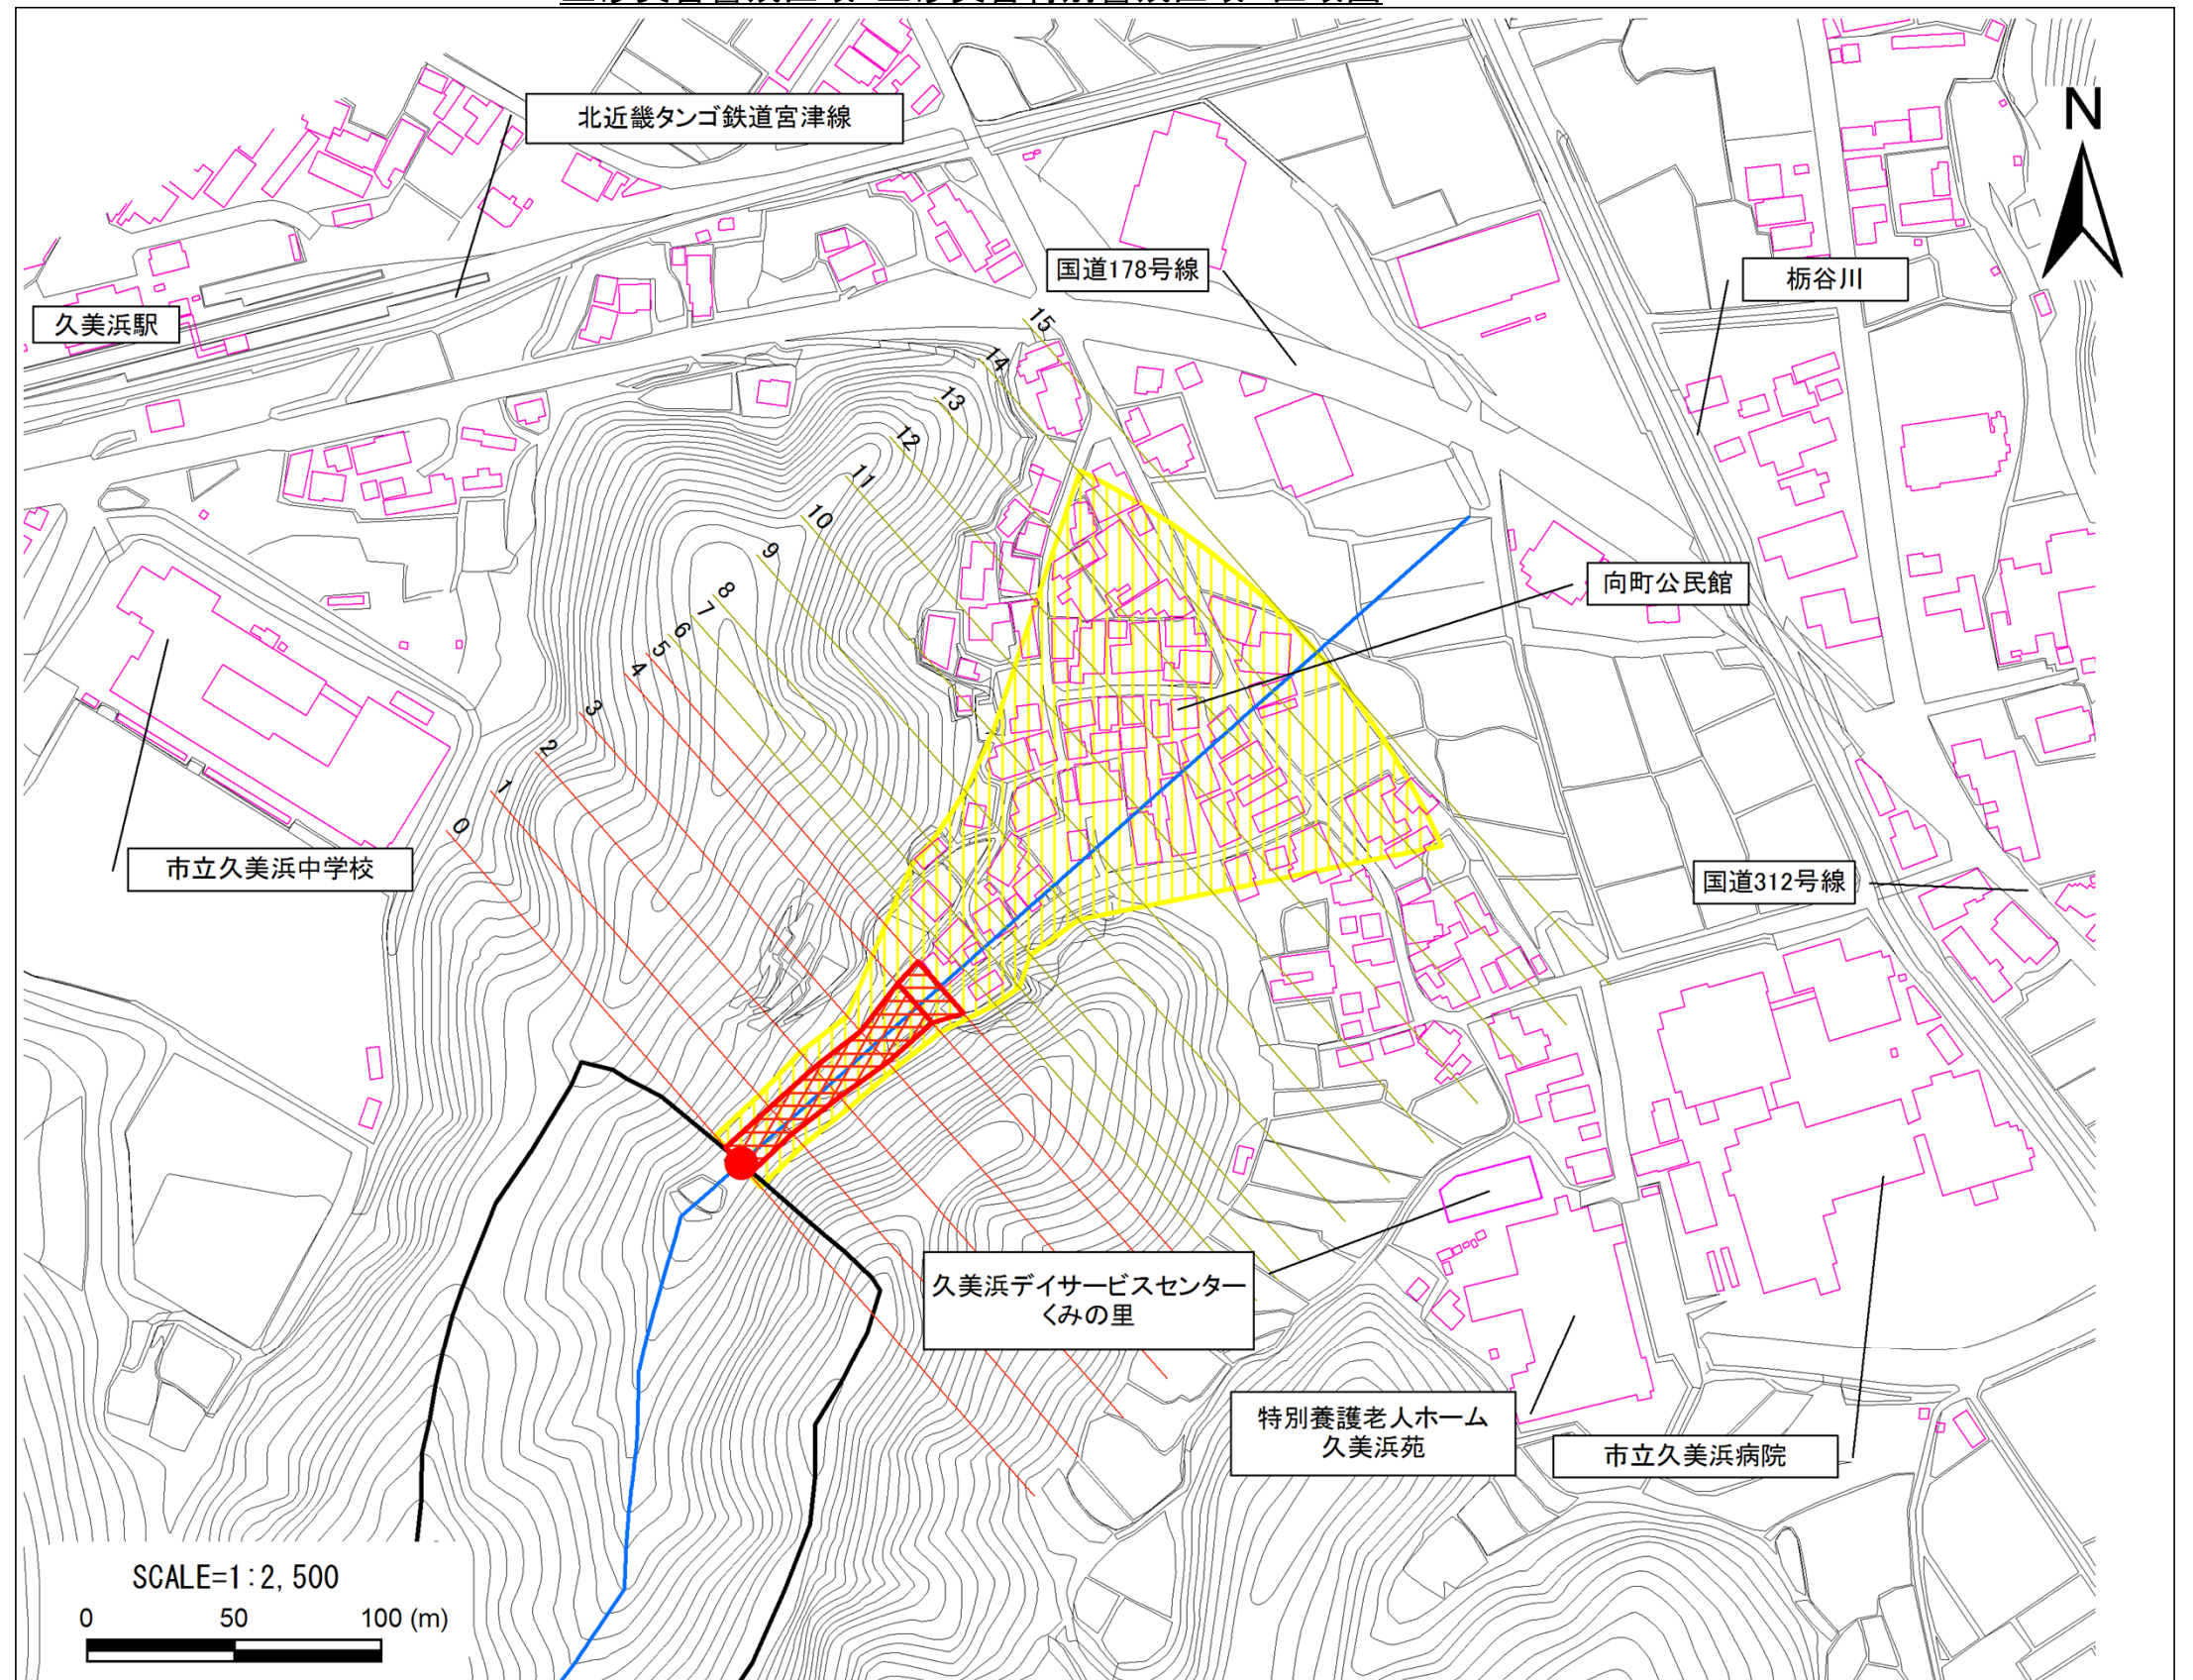 北近畿タンゴ鉄道宮津線
N
国道178号線
栃谷川
久美浜駅
15
14
13
12
11
10
9
8
7
6
5
4
3
2
1
0
向町公民館
市立久美浜中学校
国道312号線
久美浜デイサービスセンター
くみの里
特別養護老人ホーム
久美浜苑
市立久美浜病院
SCALE=1:2,500
0 50 100 (m)